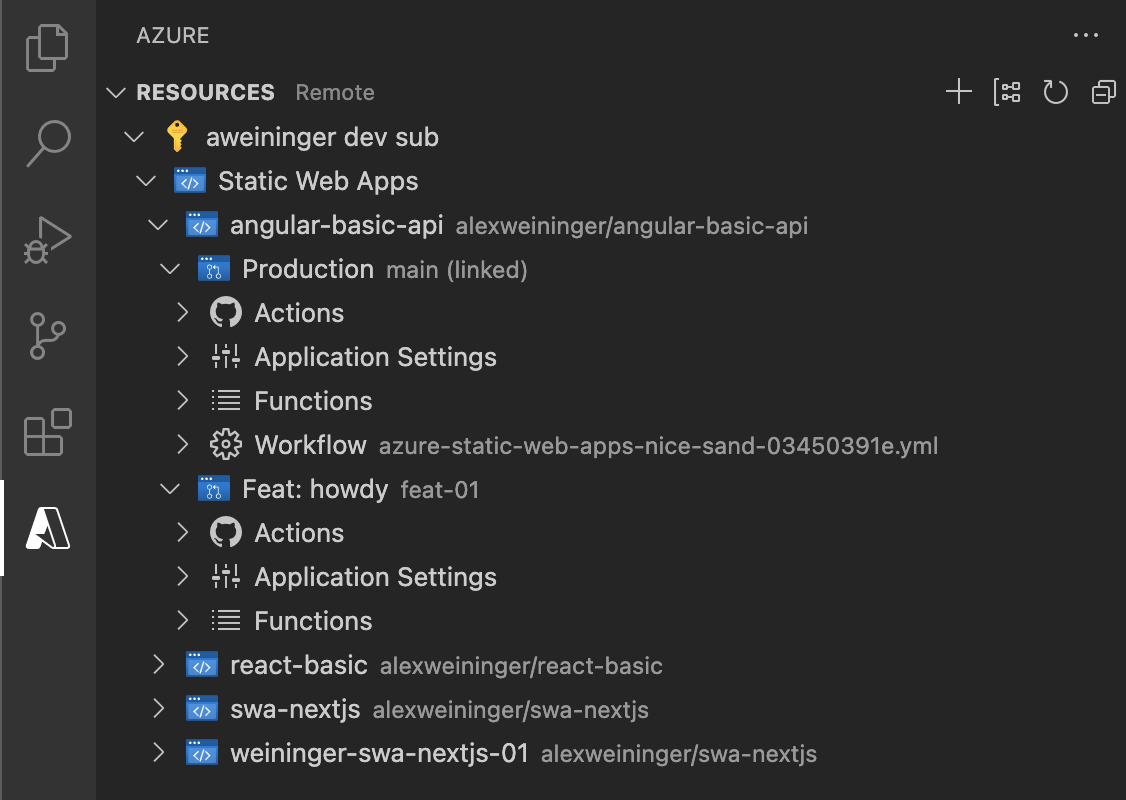 AZURE
RESOURCES Remote
aweininger dev sub
Static Web Apps
angular-basic-api alexweininger/angular-basic-api
Production main (linked)
Actions
Application Settings
Functions
Workflow azure-static-web-apps-nice-sand-03450391e.yml
Feat: howdy feat-01
Actions
Application Settings
Functions
react-basic alexweininger/react-basic
swa-nextjs alexweininger/swa-nextjs
weininger-swa-nextjs-01 alexweininger/swa-nextjs